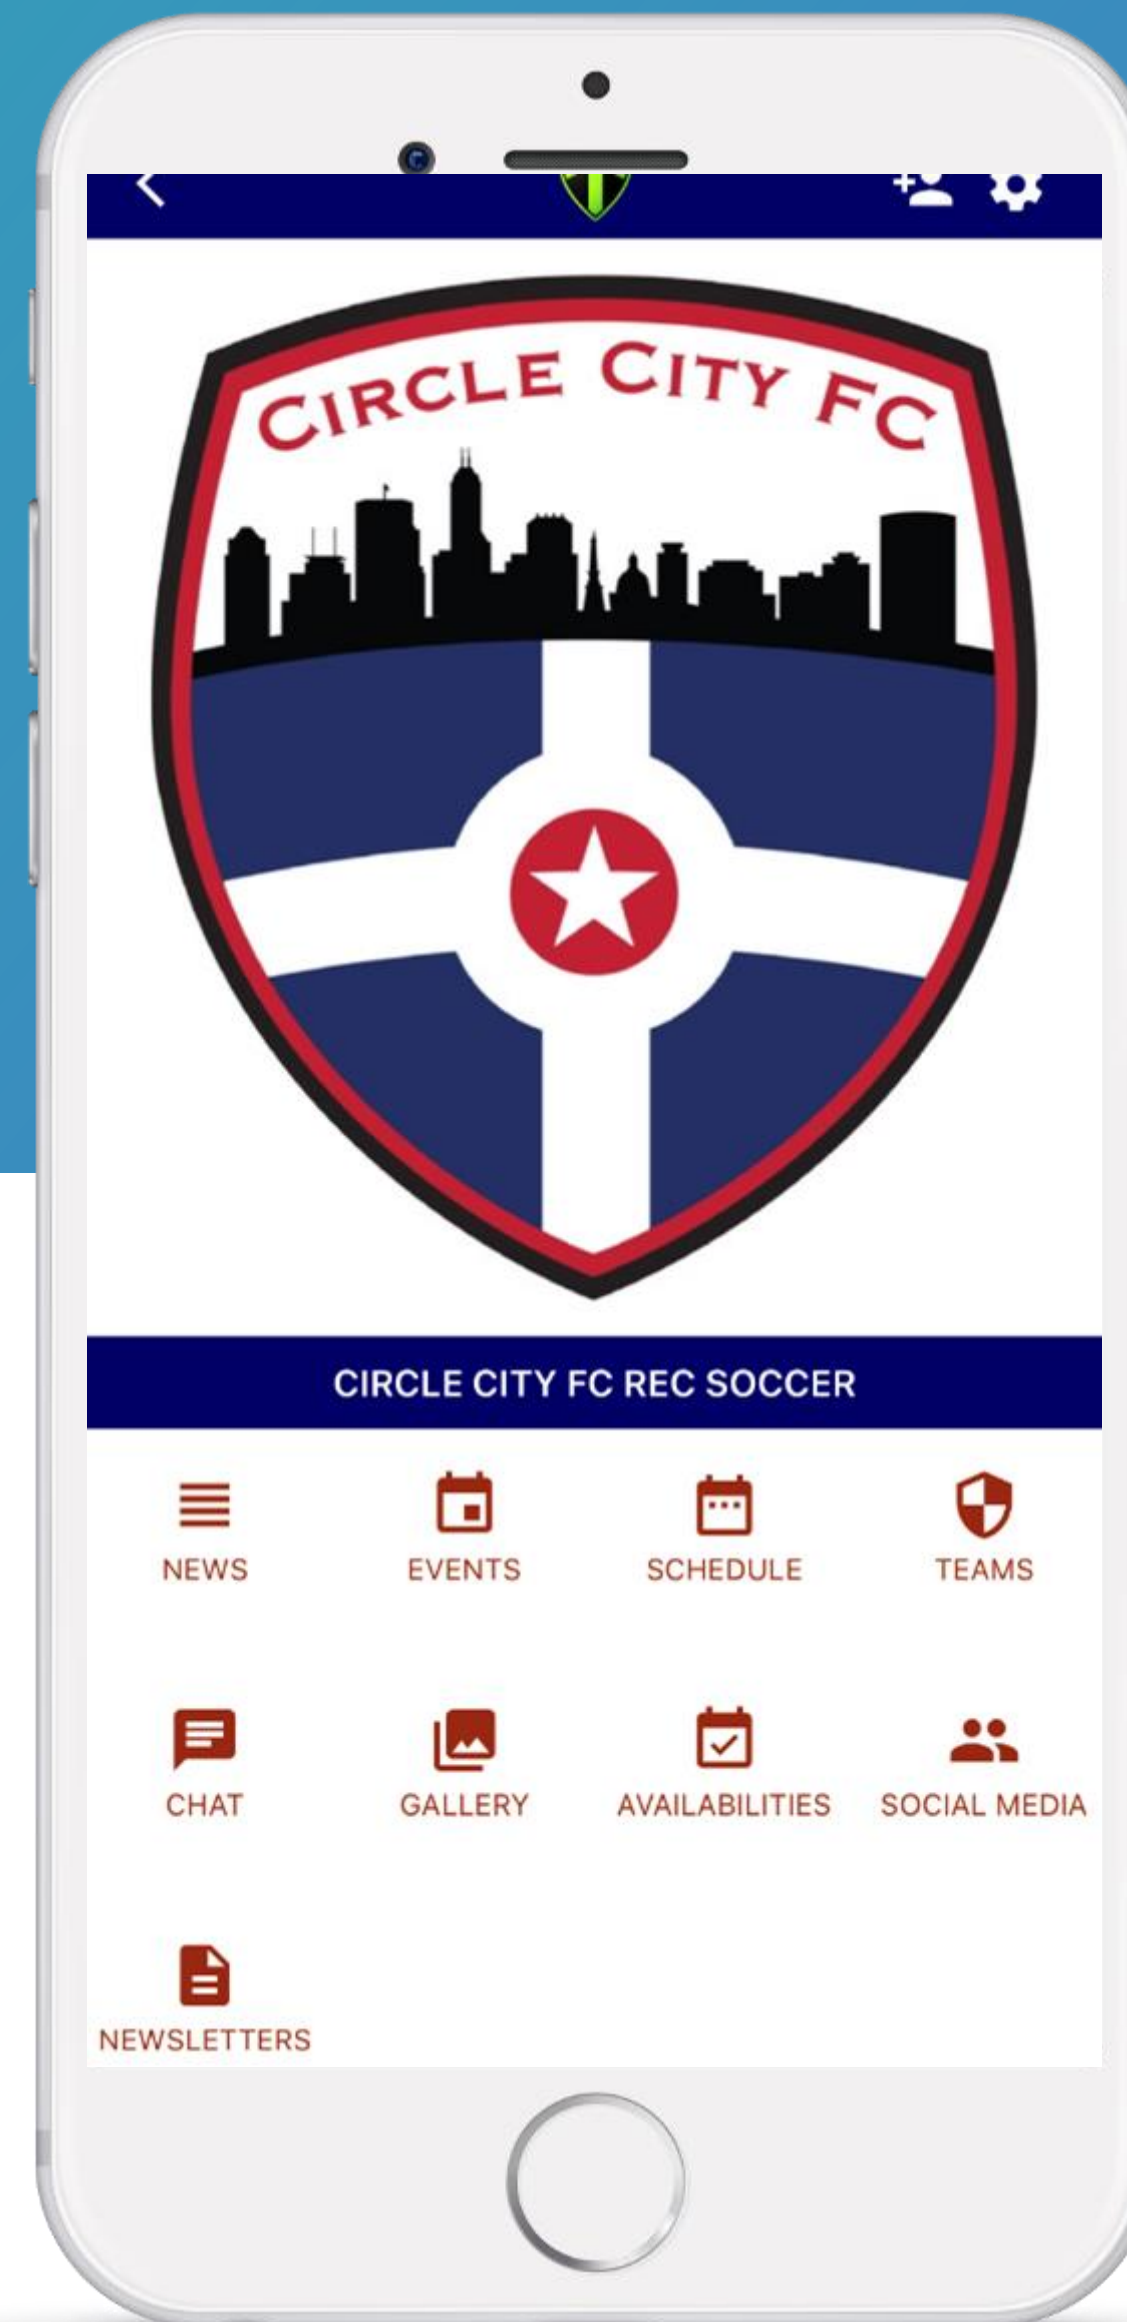 CIRCLE CITY FC
CIRCLE CITY FC REC SOCCER
NEWS EVENTS SCHEDULE TEAMS
CHAT GALLERY AVAILABILITIES SOCIAL MEDIA
NEWSLETTERS